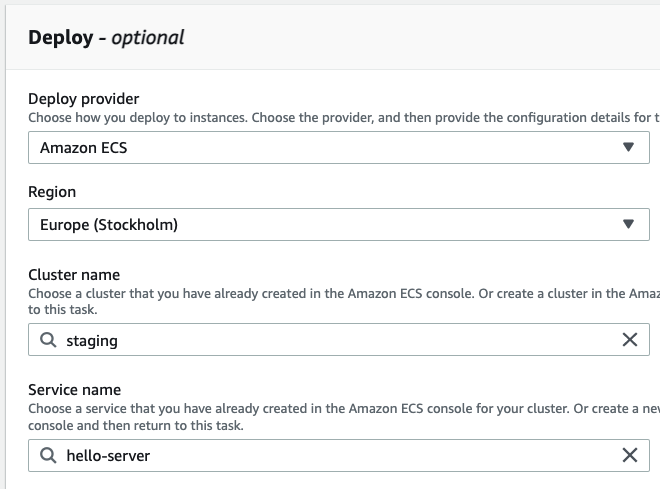 Deploy - optional
Deploy provider
Choose how you deploy to instances. Choose the provider, and then provide the configuration details for
Amazon ECS
Region
Europe (Stockholm)
Cluster name
Choose a cluster that you have already created in the Amazon ECS console. Or create a cluster in the
to this task.
staging
Service name
Choose a service that you have already created in the Amazon ECS console for your cluster. Or create a
console and then return to this task.
hello-server